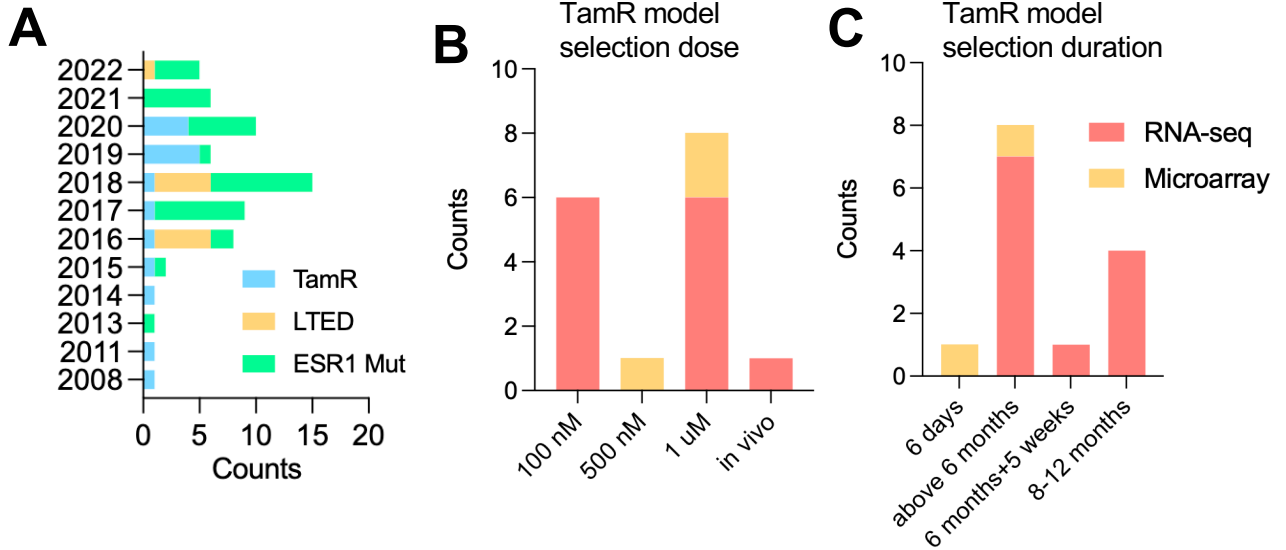 A
2022
2021
2020
2019
2018
2017
2016
2015
2014
2013
2011
2008
0 5 10 15 20
Counts
TamR
LTED
ESR1 Mut
B
TamR model
selection dose
Counts
10
8
6
4
2
0
100 nM
500 nM
1 uM
in vivo
C
TamR model
selection duration
Counts
10
8
6
4
2
0
6 days
above 6 months
6 months+5 weeks
8-12 months
RNA-seq
Microarray